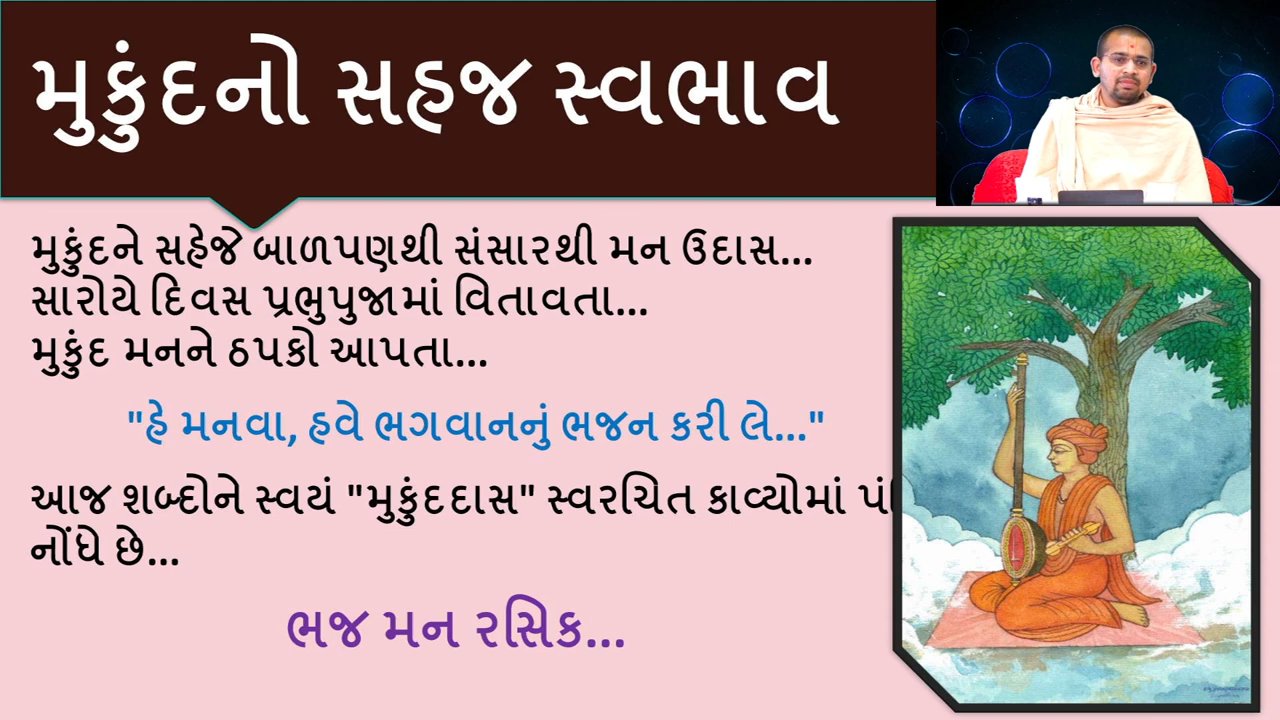 મુકુંદનો સહજ સ્વભાવ
મુકુંદને સહેજે બાળપણથી સંસારથી મન ઉદાસ...
સારોયે દિવસ પ્રભુપુજામાં વિતાવતા...
મુકુંદ મનને ઠપકો આપતા...
"હે મનવા, હવે ભગવાનનું ભજન કરી લે..."
આજ શબ્દોને સ્વયં "મુકુંદદાસ" સ્વરચિત કાવ્યોમાં
નોંધે છે...
ભજ મન રસિક...